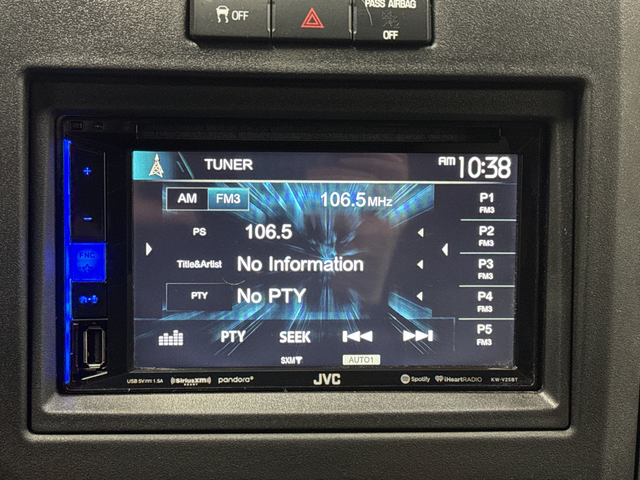 OFF
PASS AIRBAG
OFF
TUNER
AM 10:38
AM FM3 106.5 MHz
P1
FM3
PS 106.5
P2
FM3
Title&Artist No Information
P3
FM3
PTY No PTY
P4
FM3
PTY SEEK
P5
FM3
SXM
AUTO1
+
−
FNC
USB 5V 1.5A
SiriusXM
READY
pandora
JVC
Spotify
iHeartRADIO
KW-V25BT